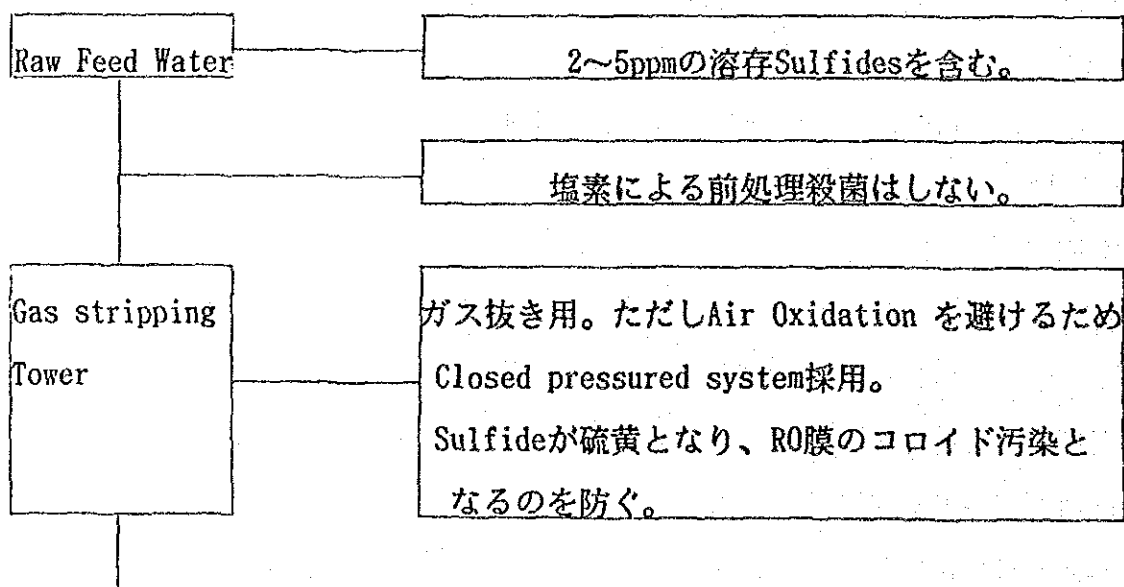 Raw Feed Water
2～5ppmの溶存Sulfidesを含む。
塩素による前処理殺菌はしない。
Gas stripping
Tower
ガス抜き用。ただしAir Oxidation を避けるため
Closed pressured system採用。
Sulfideが硫黄となり、RO膜のコロイド汚染と
なるのを防ぐ。